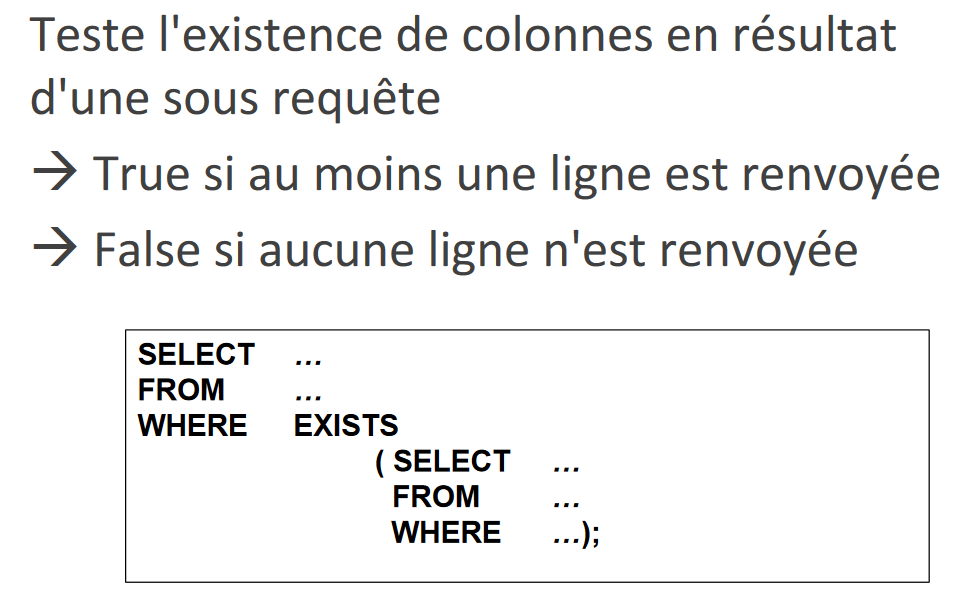 Teste l'existence de colonnes en résultat
d'une sous requête
→ True si au moins une ligne est renvoyée
→ False si aucune ligne n'est renvoyée
SELECT ...
FROM ...
WHERE EXISTS
( SELECT ...
FROM ...
WHERE ...);